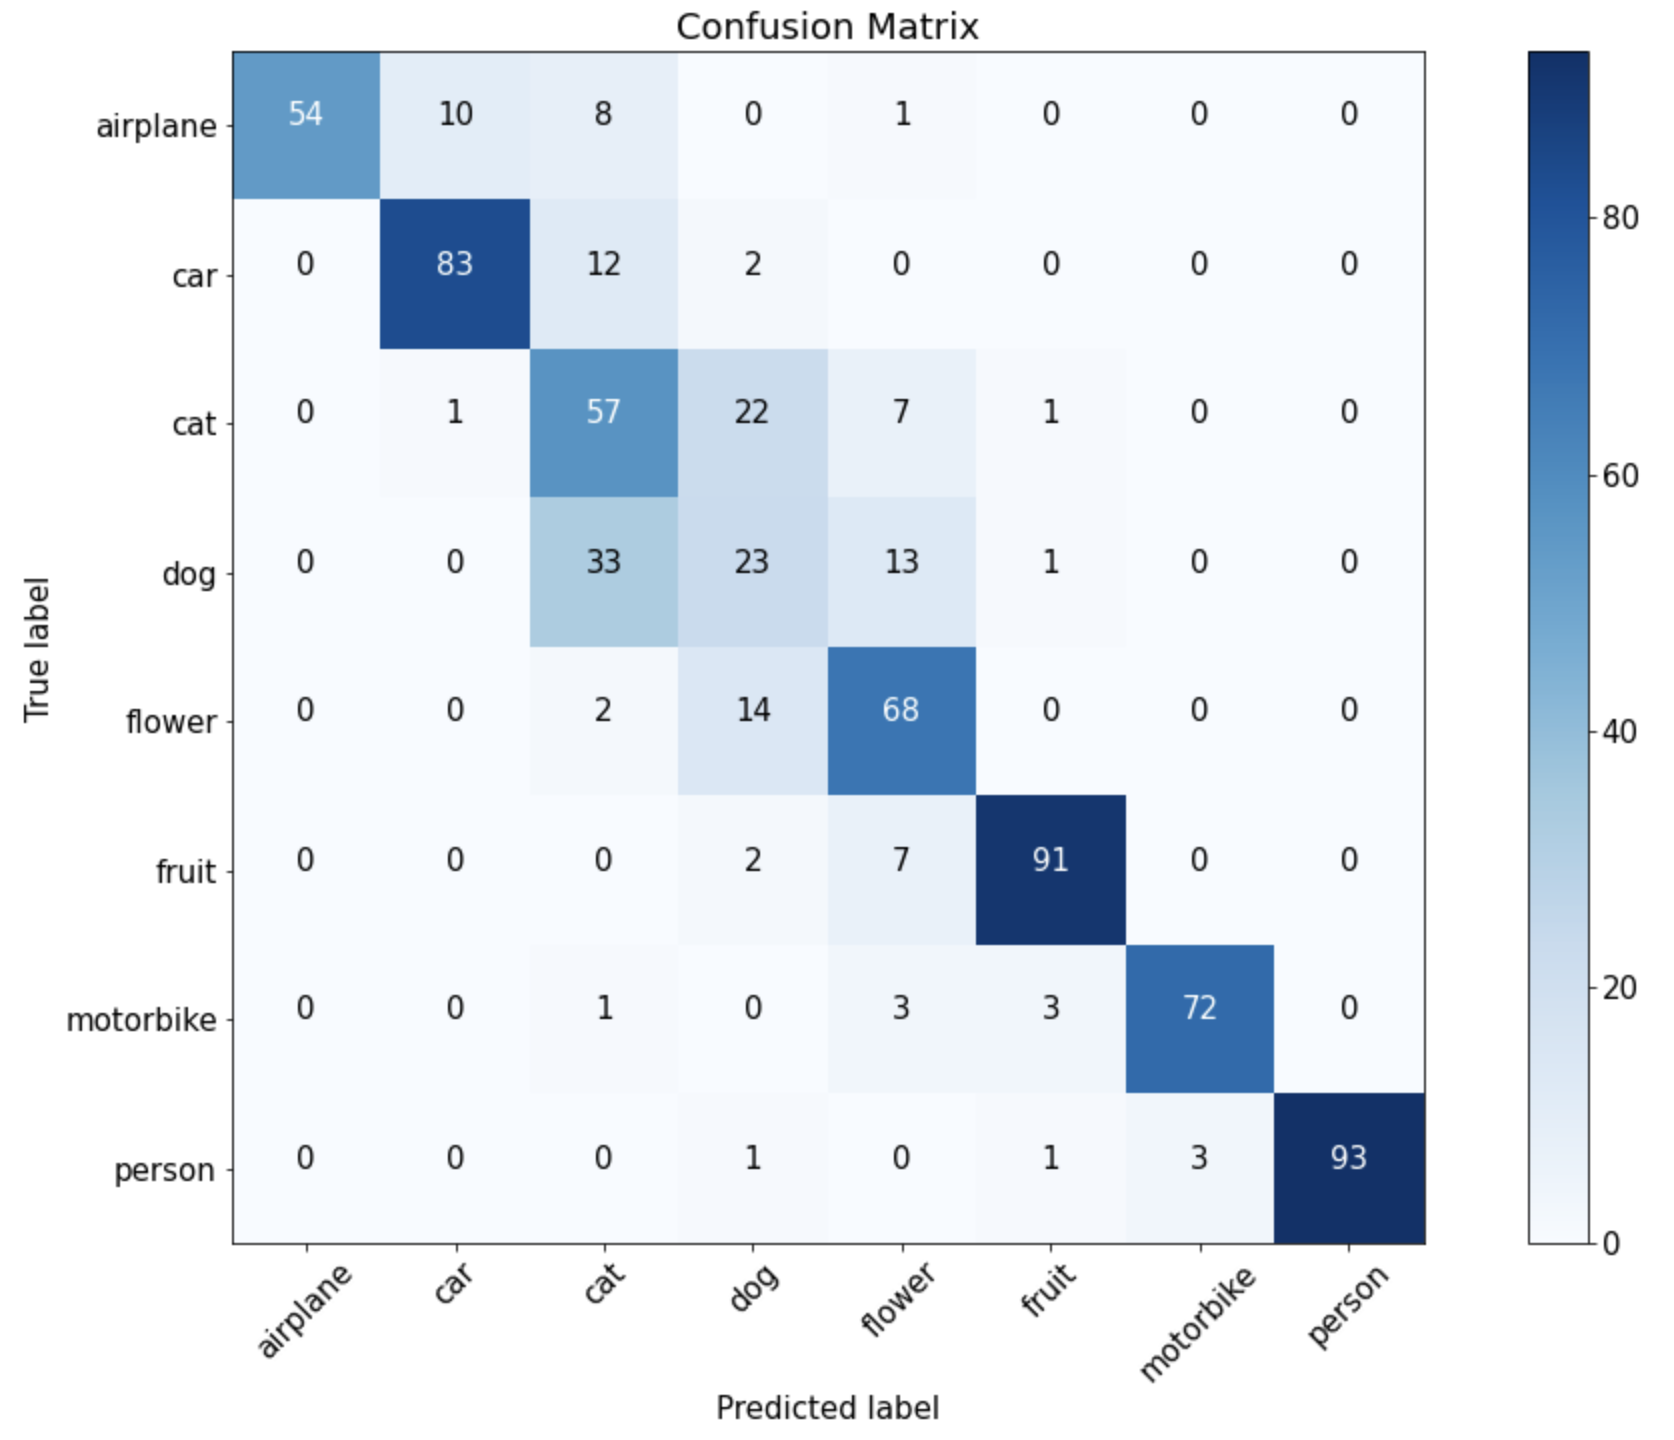 Confusion Matrix
airplane 54 10 8 0 1 0 0 0
car 0 83 12 2 0 0 0 0
cat 0 1 57 22 7 1 0 0
dog 0 0 33 23 13 1 0 0
flower 0 0 2 14 68 0 0 0
fruit 0 0 0 2 7 91 0 0
motorbike 0 0 1 0 3 3 72 0
person 0 0 0 1 0 1 3 93
True label
airplane car cat dog flower fruit motorbike person
Predicted label
80
60
40
20
0